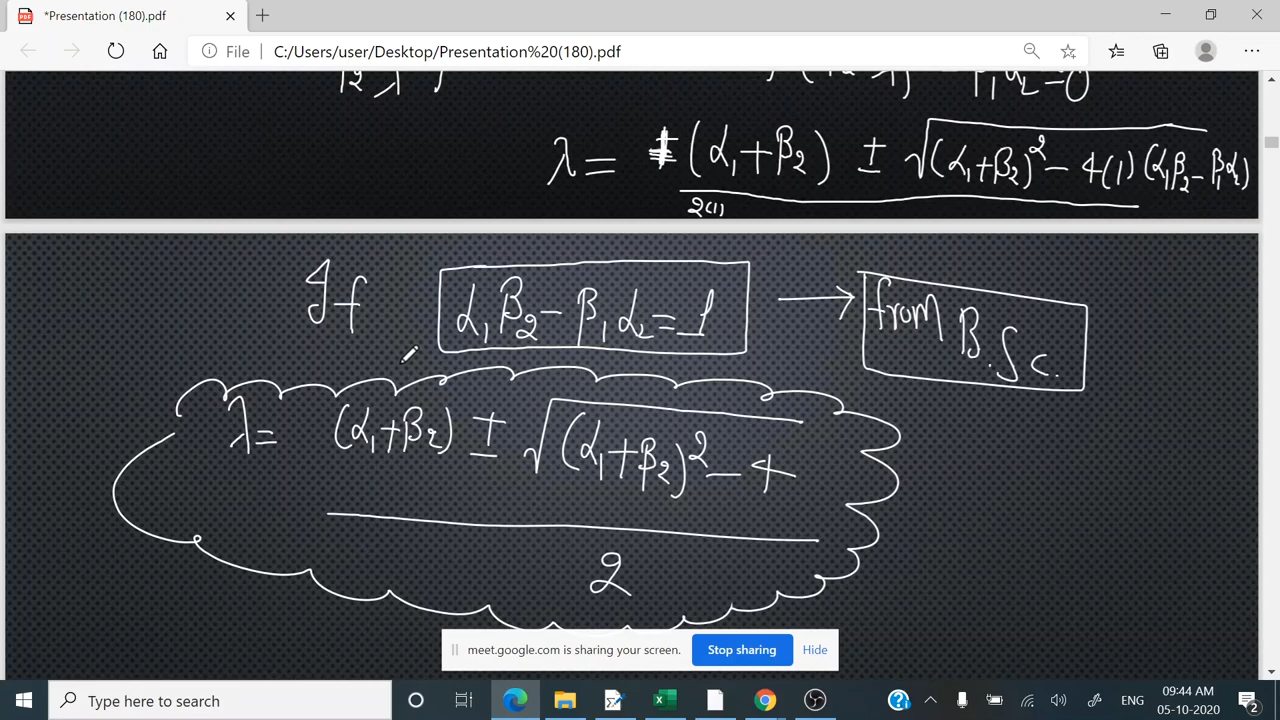 *Presentation (180).pdf
File C:/Users/user/Desktop/Presentation%20(180).pdf
λ = (α₁+β₂) ± √(α₁+β₂)² − 4(1)(α₁β₂ − β₁α₂)
2(1)
If α₁β₂ − β₁α₂ = 1 → from B.Sc.
λ = (α₁+β₂) ± √(α₁+β₂)² − 4
2
meet.google.com is sharing your screen. Stop sharing Hide
Type here to search
ENG
09:44 AM
05-10-2020
2